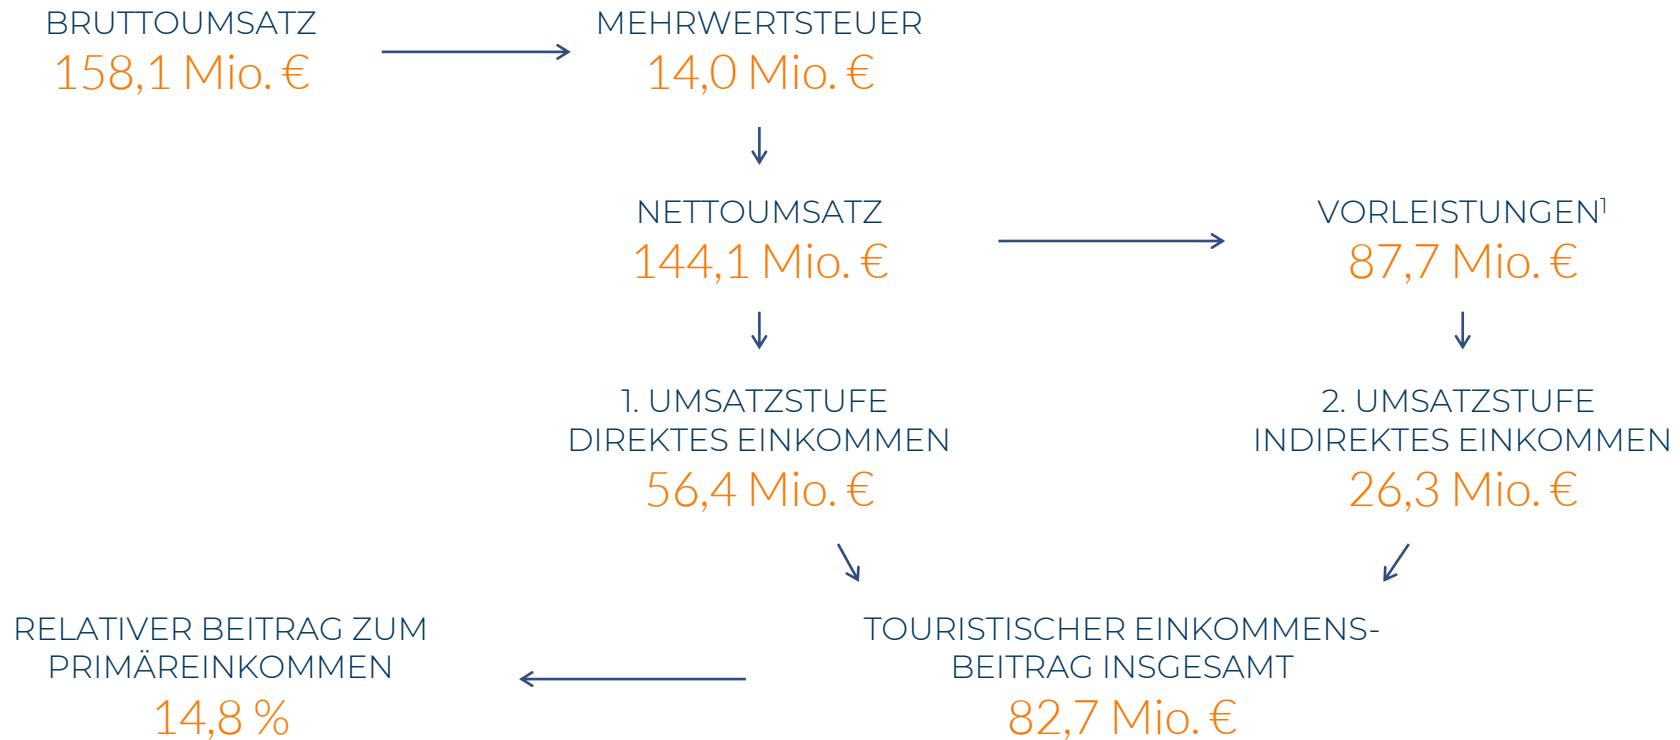 BRUTTOUMSATZ
158,1 Mio. €
MEHRWERTSTEUER
14,0 Mio. €
NETTOUMSATZ
144,1 Mio. €
VORLEISTUNGEN¹
87,7 Mio. €
1. UMSATZSTUFE
DIREKTES EINKOMMEN
56,4 Mio. €
2. UMSATZSTUFE
INDIREKTES EINKOMMEN
26,3 Mio. €
RELATIVER BEITRAG ZUM
PRIMÄREINKOMMEN
14,8 %
TOURISTISCHER EINKOMMENS-
BEITRAG INSGESAMT
82,7 Mio. €